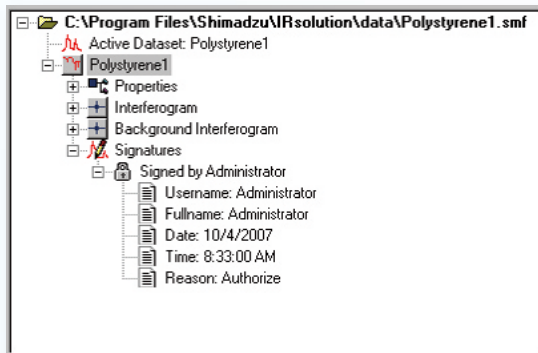 C:\Program Files\Shimadzu\IRsolution\data\Polystyrene1.smf
Active Dataset: Polystyrene1
Polystyrene1
Properties
Interferogram
Background Interferogram
Signatures
Signed by Administrator
Username: Administrator
Fullname: Administrator
Date: 10/4/2007
Time: 8:33:00 AM
Reason: Authorize